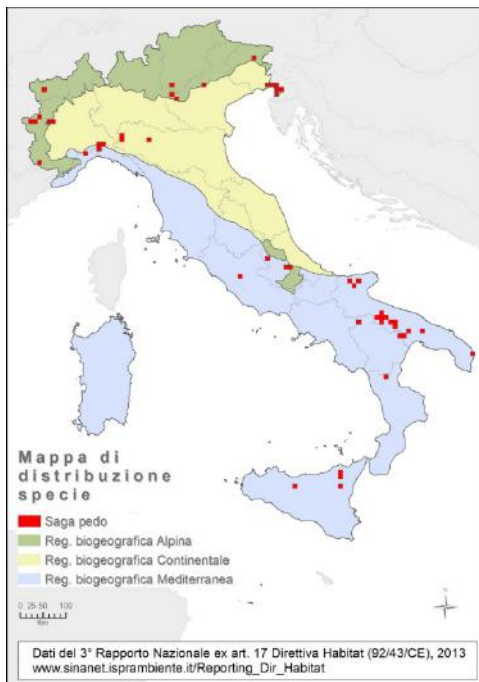 Mappa di
distribuzione
specie
Saga pedo
Reg. biogeografica Alpina
Reg. biogeografica Continentale
Reg. biogeografica Mediterranea
0 25 50 100
Km
Dati del 3° Rapporto Nazionale ex art. 17 Direttiva Habitat (92/43/CE), 2013
www.sinanet.isprambiente.it/Reporting_Dir_Habitat